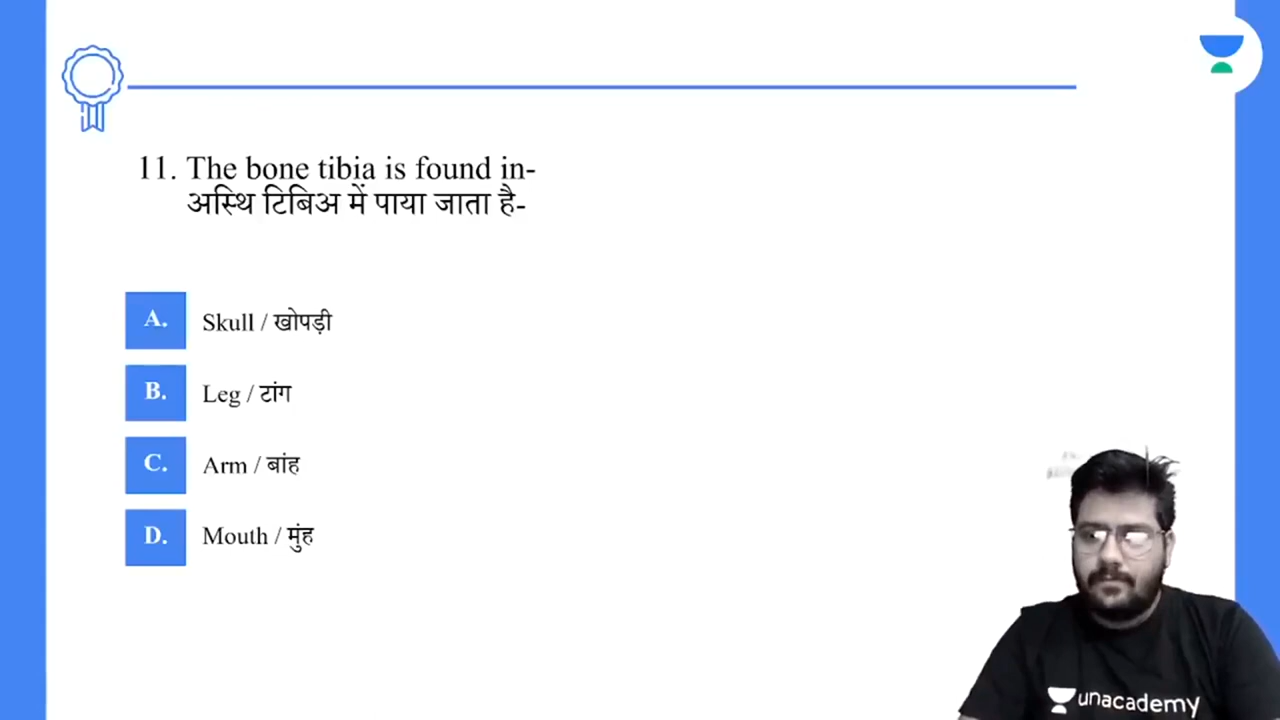 11. The bone tibia is found in-
अस्थि टिबिअ में पाया जाता है-
A. Skull / खोपड़ी
B. Leg / टांग
C. Arm / बांह
D. Mouth / मुंह
unacademy